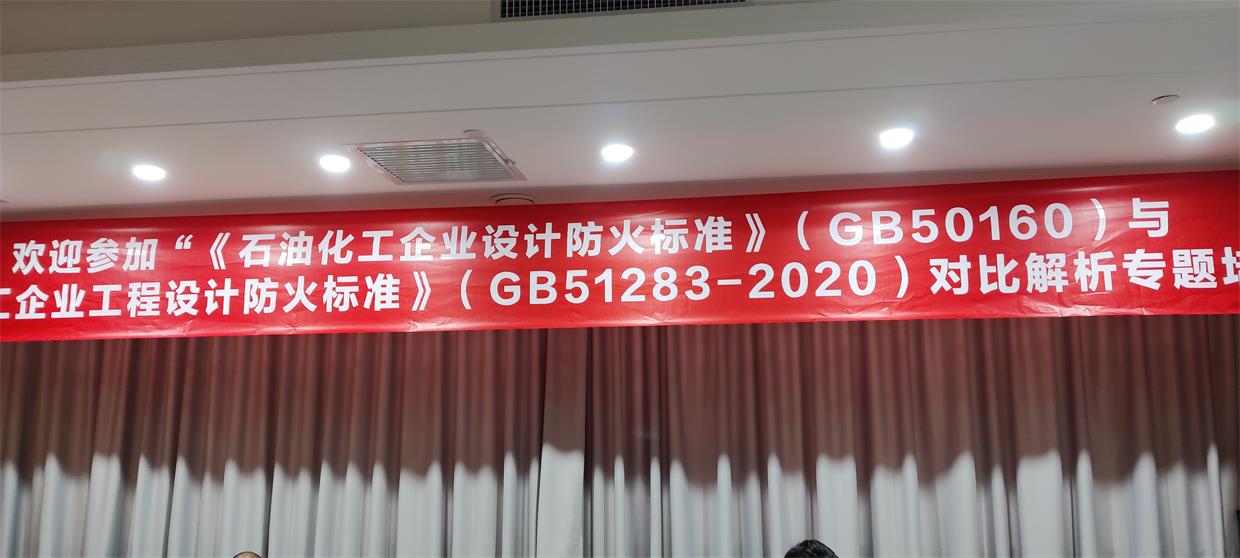 欢迎参加“《石油化工企业设计防火标准》（GB50160）与
工企业工程设计防火标准》（GB51283-2020）对比解析专题培